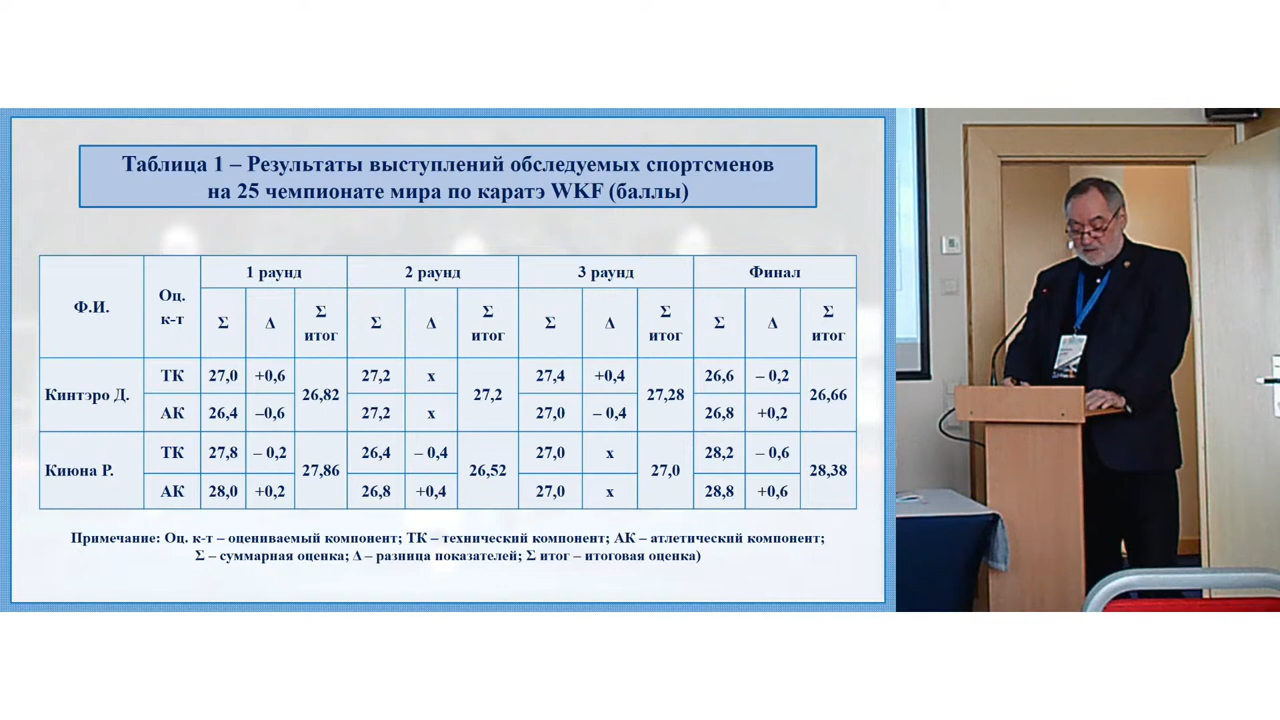 Таблица 1 – Результаты выступлений обследуемых спортсменов
на 25 чемпионате мира по каратэ WKF (баллы)
Ф.И. Оц. к-т 1 раунд 2 раунд 3 раунд Финал
Σ Δ Σ итог Σ Δ Σ итог Σ Δ Σ итог Σ Δ Σ итог
Кинтэро Д. ТК 27,0 +0,6 26,82 27,2 х 27,2 27,4 +0,4 27,28 26,6 – 0,2 26,66
АК 26,4 –0,6 27,2 х 27,0 – 0,4 26,8 +0,2
Киюна Р. ТК 27,8 – 0,2 27,86 26,4 – 0,4 26,52 27,0 х 27,0 28,2 – 0,6 28,38
АК 28,0 +0,2 26,8 +0,4 27,0 х 28,8 +0,6
Примечание: Оц. к-т – оцениваемый компонент; ТК – технический компонент; АК – атлетический компонент;
Σ – суммарная оценка; Δ – разница показателей; Σ итог – итоговая оценка)